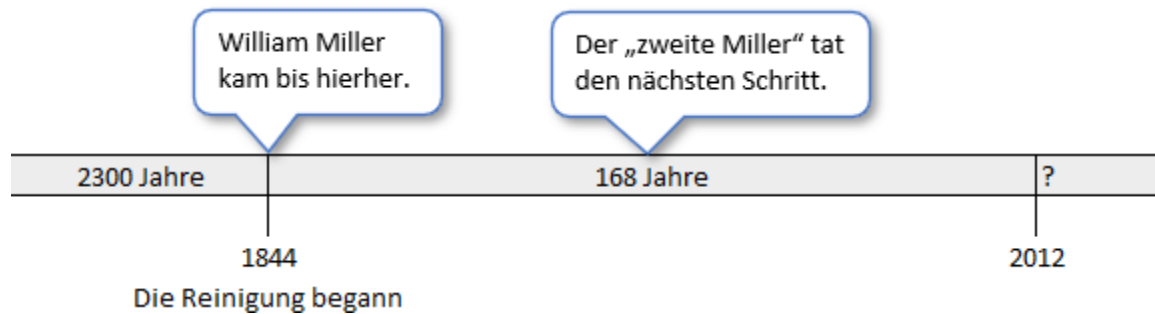 William Miller
kam bis hierher.
Der „zweite Miller“ tat
den nächsten Schritt.
2300 Jahre
168 Jahre
?
1844
2012
Die Reinigung begann